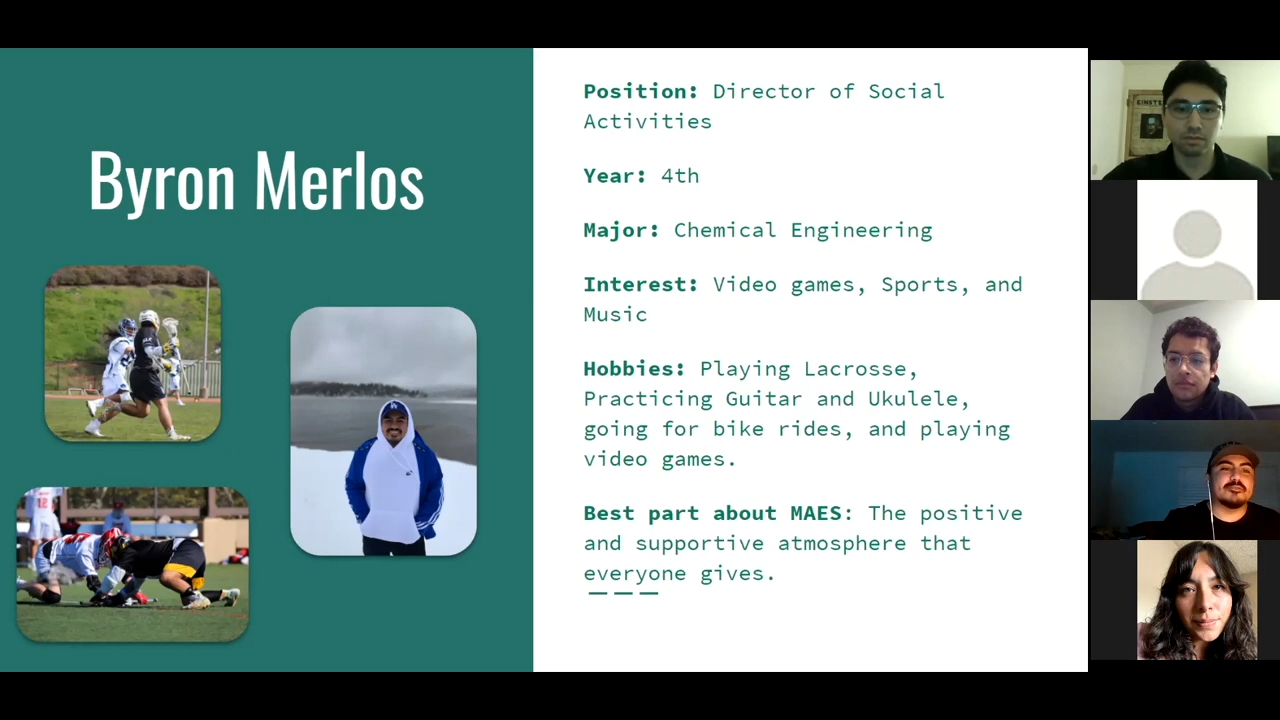 Byron Merlos
Position: Director of Social
Activities
Year: 4th
Major: Chemical Engineering
Interest: Video games, Sports, and
Music
Hobbies: Playing Lacrosse,
Practicing Guitar and Ukulele,
going for bike rides, and playing
video games.
Best part about MAES: The positive
and supportive atmosphere that
everyone gives.
EINSTE
12